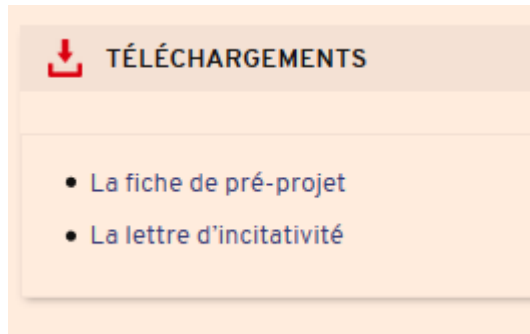 TÉLÉCHARGEMENTS
La fiche de pré-projet
La lettre d'incitativité